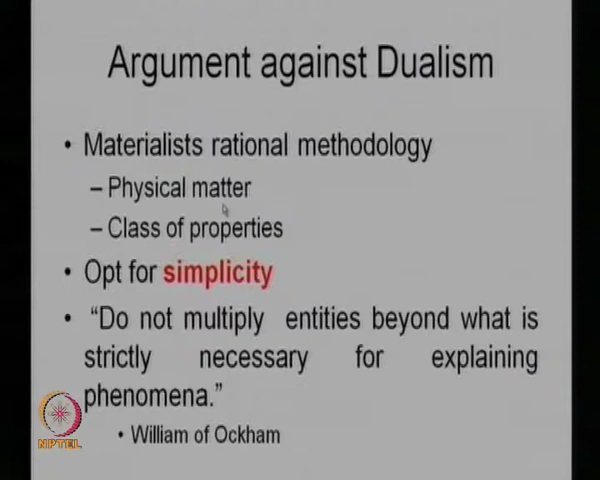 Argument against Dualism
• Materialists rational methodology
– Physical matter
– Class of properties
• Opt for simplicity
• “Do not multiply entities beyond what is
strictly necessary for explaining
phenomena.”
• William of Ockham
NPTEL